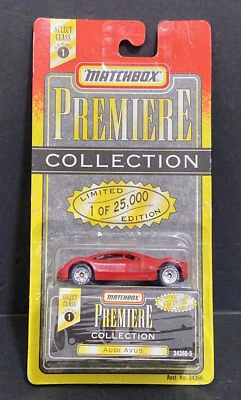 SELECT
CLASS
1
MATCHBOX
PREMIERE
COLLECTION
LIMITED
1 OF 25,000
EDITION
SELECT
CLASS
1
MATCHBOX
PREMIERE
COLLECTION
AUDI AVUS
34366-5
Asst. No. 34366